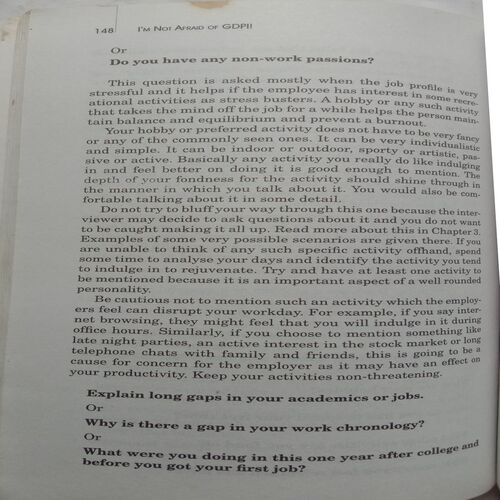 148 I'M NOT AFRAID OF GDPI!
Or
Do you have any non-work passions?
This question is asked mostly when the job profile is very
stressful and it helps if the employee has interest in some recre-
ational activities as stress busters. A hobby or any such activity
that takes the mind off the job for a while helps the person main-
tain balance and equilibrium and prevent a burnout.
Your hobby or preferred activity does not have to be very fancy
or any of the commonly seen ones. It can be very individualistic
and simple. It can be indoor or outdoor, sporty or artistic, pas-
sive or active. Basically any activity you really do like indulging
in and feel better on doing it is good enough to mention. The
depth of your fondness for the activity should shine through in
the manner in which you talk about it. You would also be com-
fortable talking about it in some detail.
Do not try to bluff your way through this one because the inter-
viewer may decide to ask questions about it and you do not want
to be caught making it all up. Read more about this in Chapter 3.
Examples of some very possible scenarios are given there. If you
are unable to think of any such specific activity offhand, spend
some time to analyse your days and identify the activity you tend
to indulge in to rejuvenate. Try and have at least one activity to
be mentioned because it is an important aspect of a well rounded
personality.
Be cautious not to mention such an activity which the employ-
ers feel can disrupt your workday. For example, if you say inter-
net browsing, they might feel that you will indulge in it during
office hours. Similarly, if you choose to mention something like
late night parties, an active interest in the stock market or long
telephone chats with family and friends, this is going to be a
cause for concern for the employer as it may have an effect on
your productivity. Keep your activities non-threatening.
Explain long gaps in your academics or jobs.
Or
Why is there a gap in your work chronology?
Or
What were you doing in this one year after college and
before you got your first job?